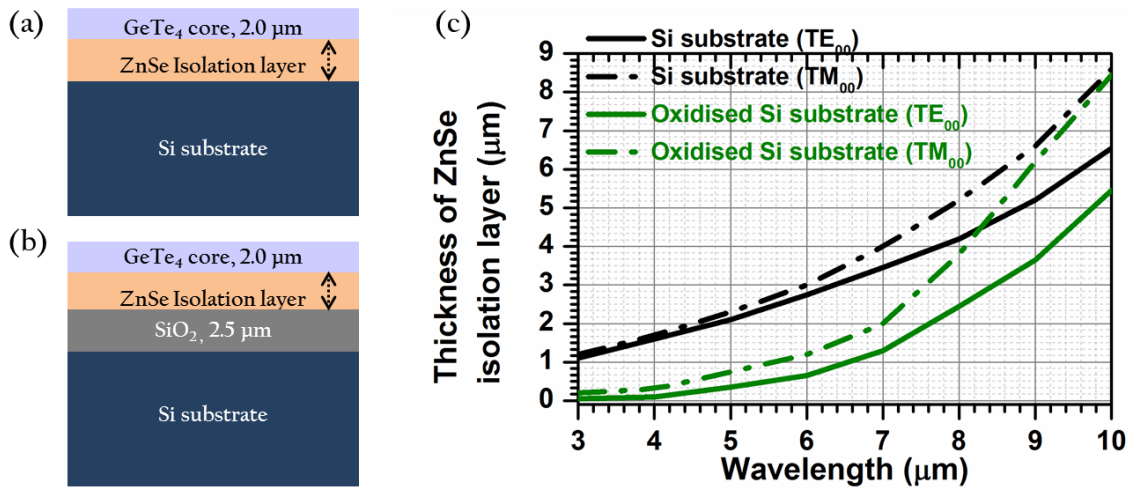 (a)
GeTe₄ core, 2.0 µm
ZnSe Isolation layer
Si substrate
(b)
GeTe₄ core, 2.0 µm
ZnSe Isolation layer
SiO₂, 2.5 µm
Si substrate
(c)
Thickness of ZnSe
isolation layer (µm)
Si substrate (TE₀₀)
Si substrate (TM₀₀)
Oxidised Si substrate (TE₀₀)
Oxidised Si substrate (TM₀₀)
9
8
7
6
5
4
3
2
1
0
3 4 5 6 7 8 9 10
Wavelength (µm)